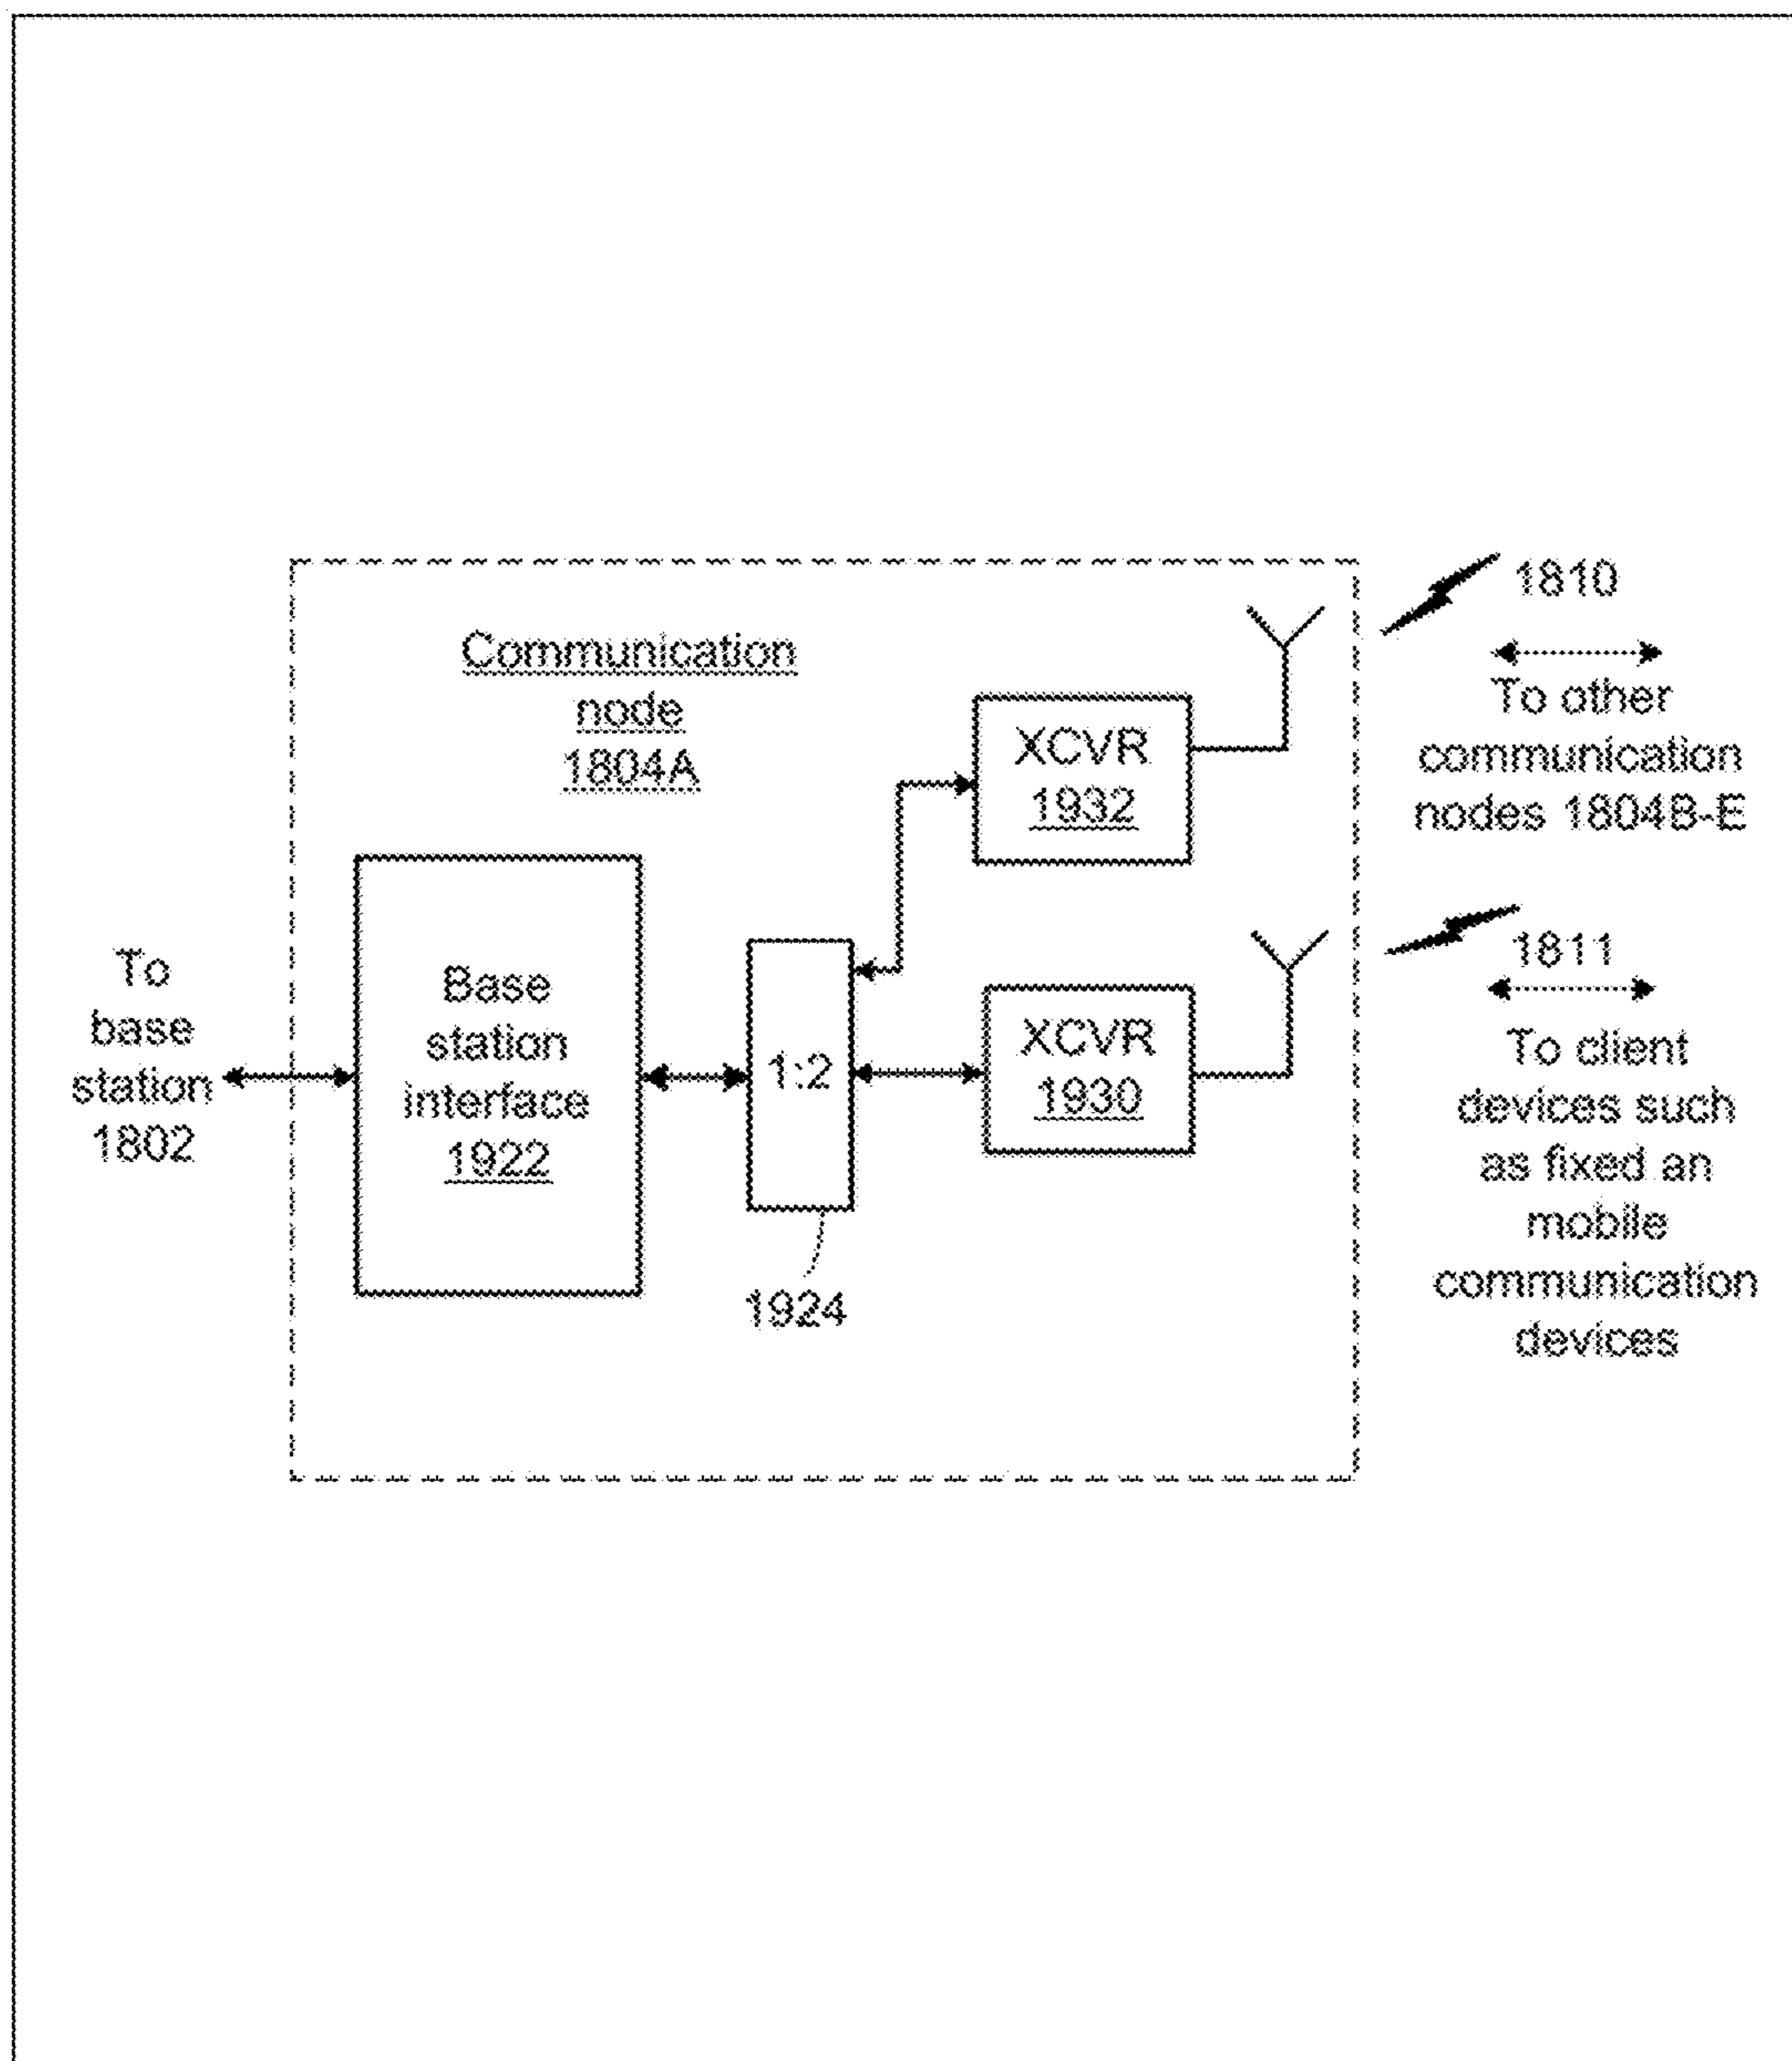 Communication
node
1804A
To
base
station
1802
Base
station
interface
1922
1:2
1924
XCVR
1932
XCVR
1930
1810
To other
communication
nodes 1804B-E
1811
To client
devices such
as fixed an
mobile
communication
devices